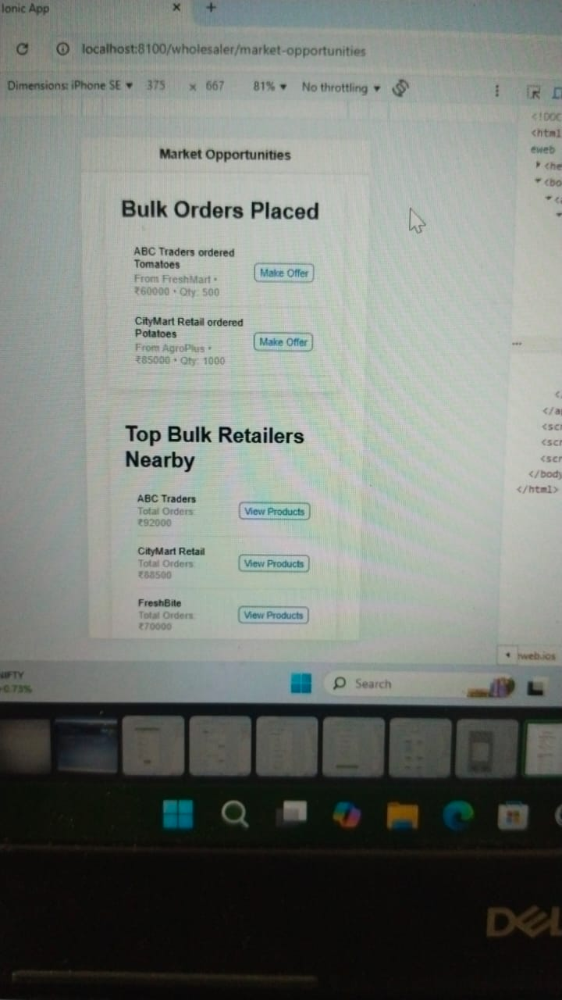 Ionic App
localhost:8100/wholesaler/market-opportunities
Dimensions: iPhone SE 375 x 667 81% No throttling
Market Opportunities
Bulk Orders Placed
ABC Traders ordered
Tomatoes
From FreshMart •
₹60000 • Qty: 500
Make Offer
CityMart Retail ordered
Potatoes
From AgroPlus •
₹85000 • Qty: 1000
Make Offer
Top Bulk Retailers
Nearby
ABC Traders
Total Orders:
₹92000
View Products
CityMart Retail
Total Orders:
₹88500
View Products
FreshBite
Total Orders:
₹70000
View Products
<!DOC
<html
eweb
<he
<bo
...
</a
<scr
<scr
<scr
</body
</html>
web.ios
NIFTY
0.73%
Search
DELL